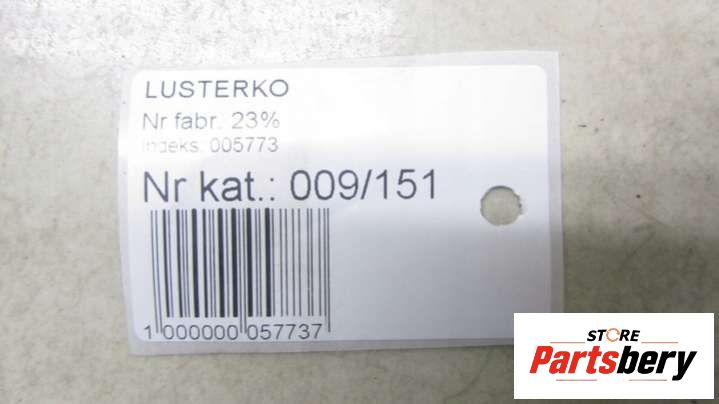 LUSTERKO
Nr fabr. 23%
Indeks: 005773
Nr kat.: 009/151
1 000000 057737
STORE
Partsbery